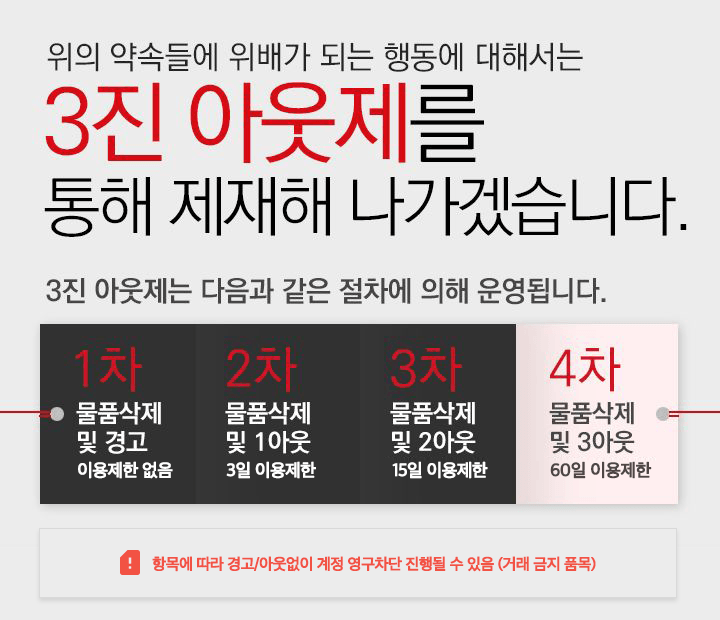 위의 약속들에 위배가 되는 행동에 대해서는
3진 아웃제를
통해 제재해 나가겠습니다.
3진 아웃제는 다음과 같은 절차에 의해 운영됩니다.
1차
물품삭제
및 경고
이용제한 없음
2차
물품삭제
및 1아웃
3일 이용제한
3차
물품삭제
및 2아웃
15일 이용제한
4차
물품삭제
및 3아웃
60일 이용제한
! 항목에 따라 경고/아웃없이 계정 영구차단 진행될 수 있음 (거래 금지 품목)